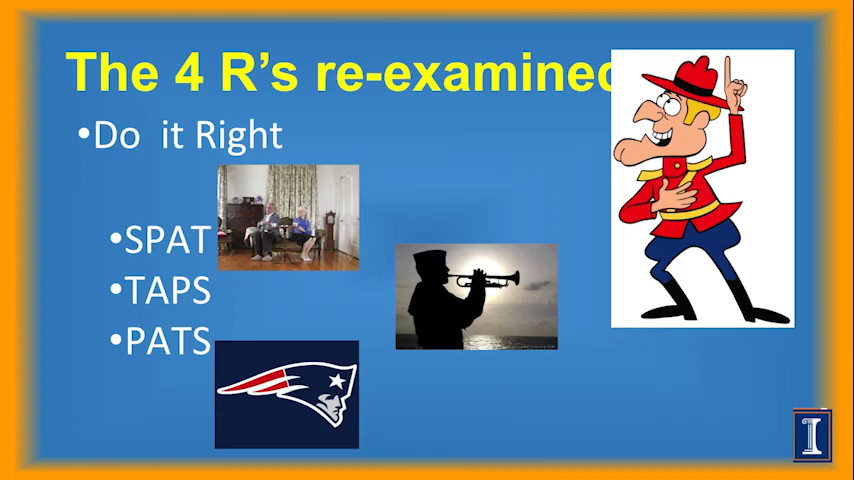 The 4 R's re-examined
•Do  it Right
•SPAT
•TAPS
•PATS
I